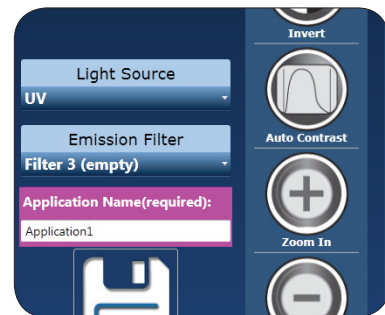 Invert
Light Source
UV
Auto Contrast
Emission Filter
Filter 3 (empty)
Application Name(required):
Application1
Zoom In